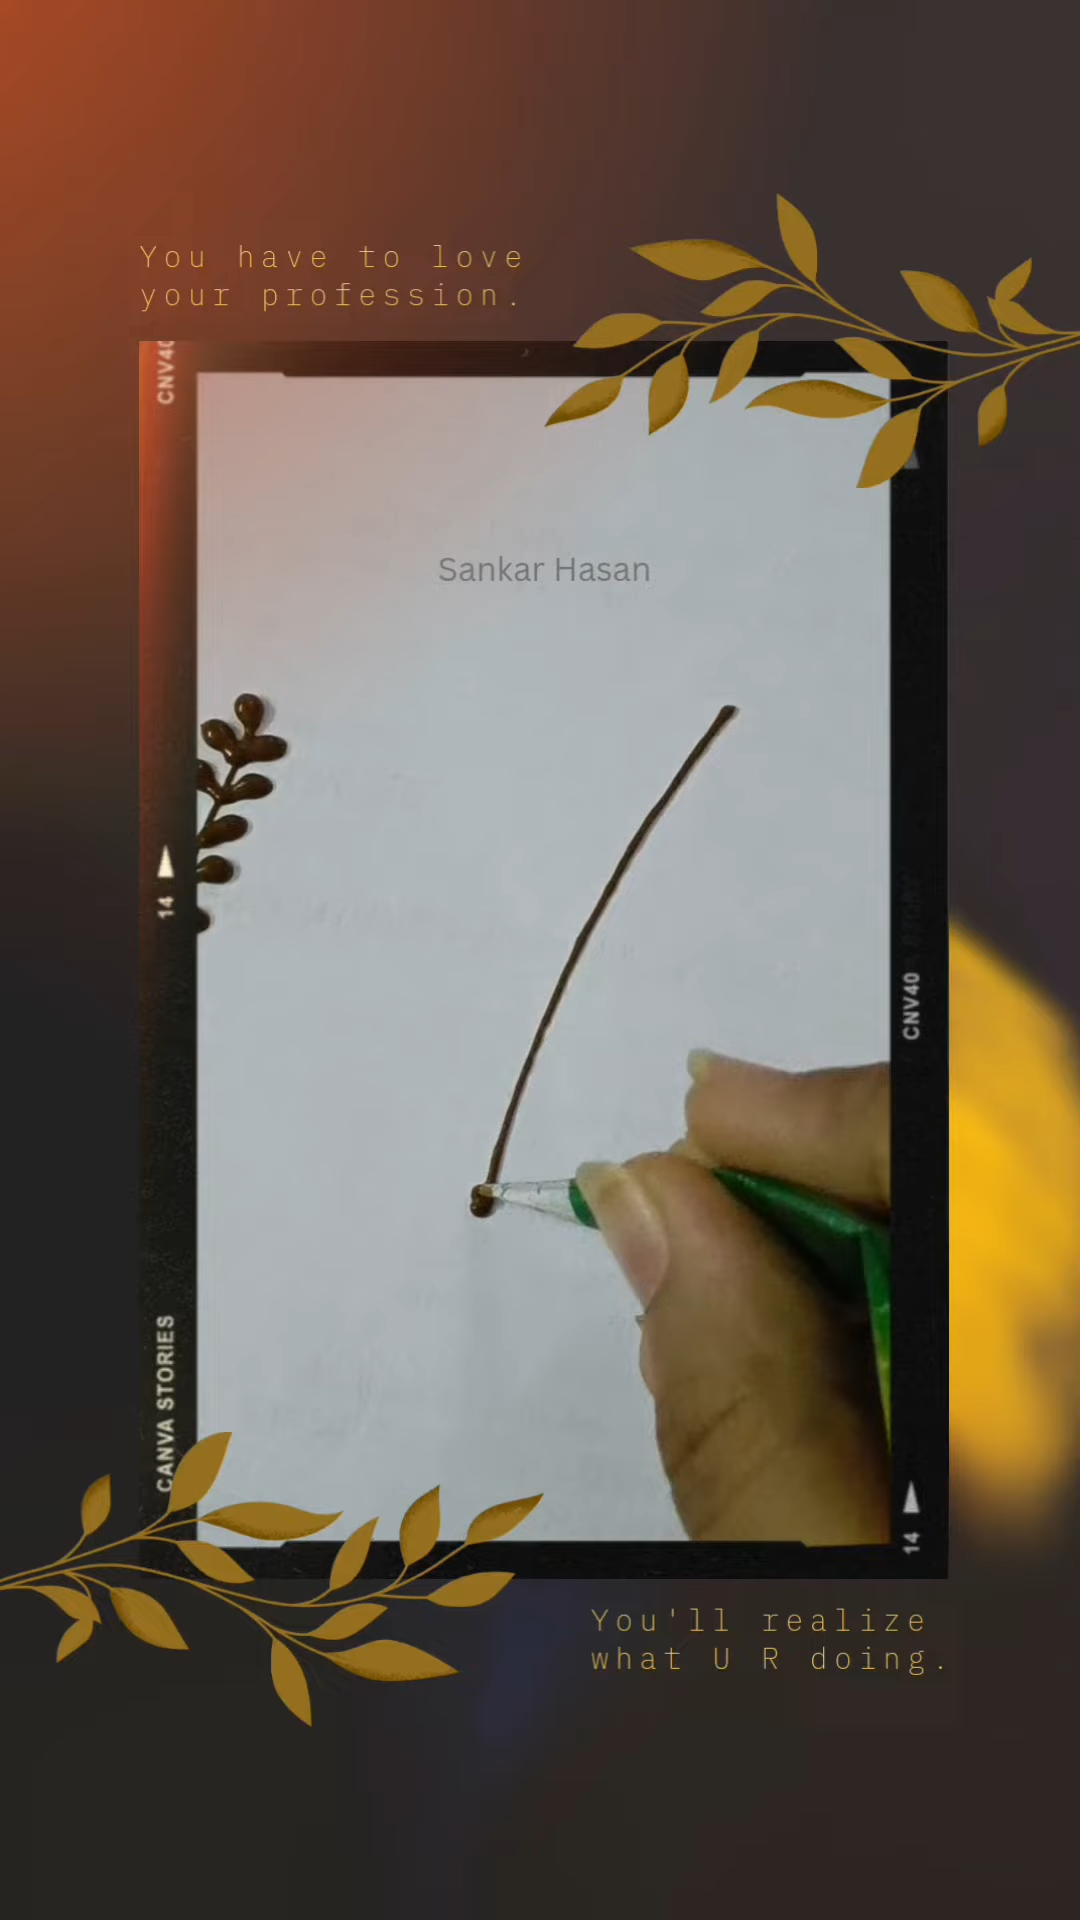 You have to love
your profession.
CNV40
Sankar Hasan
14
CNV40
CANVA STORIES
14
You'll realize
what U R doing.